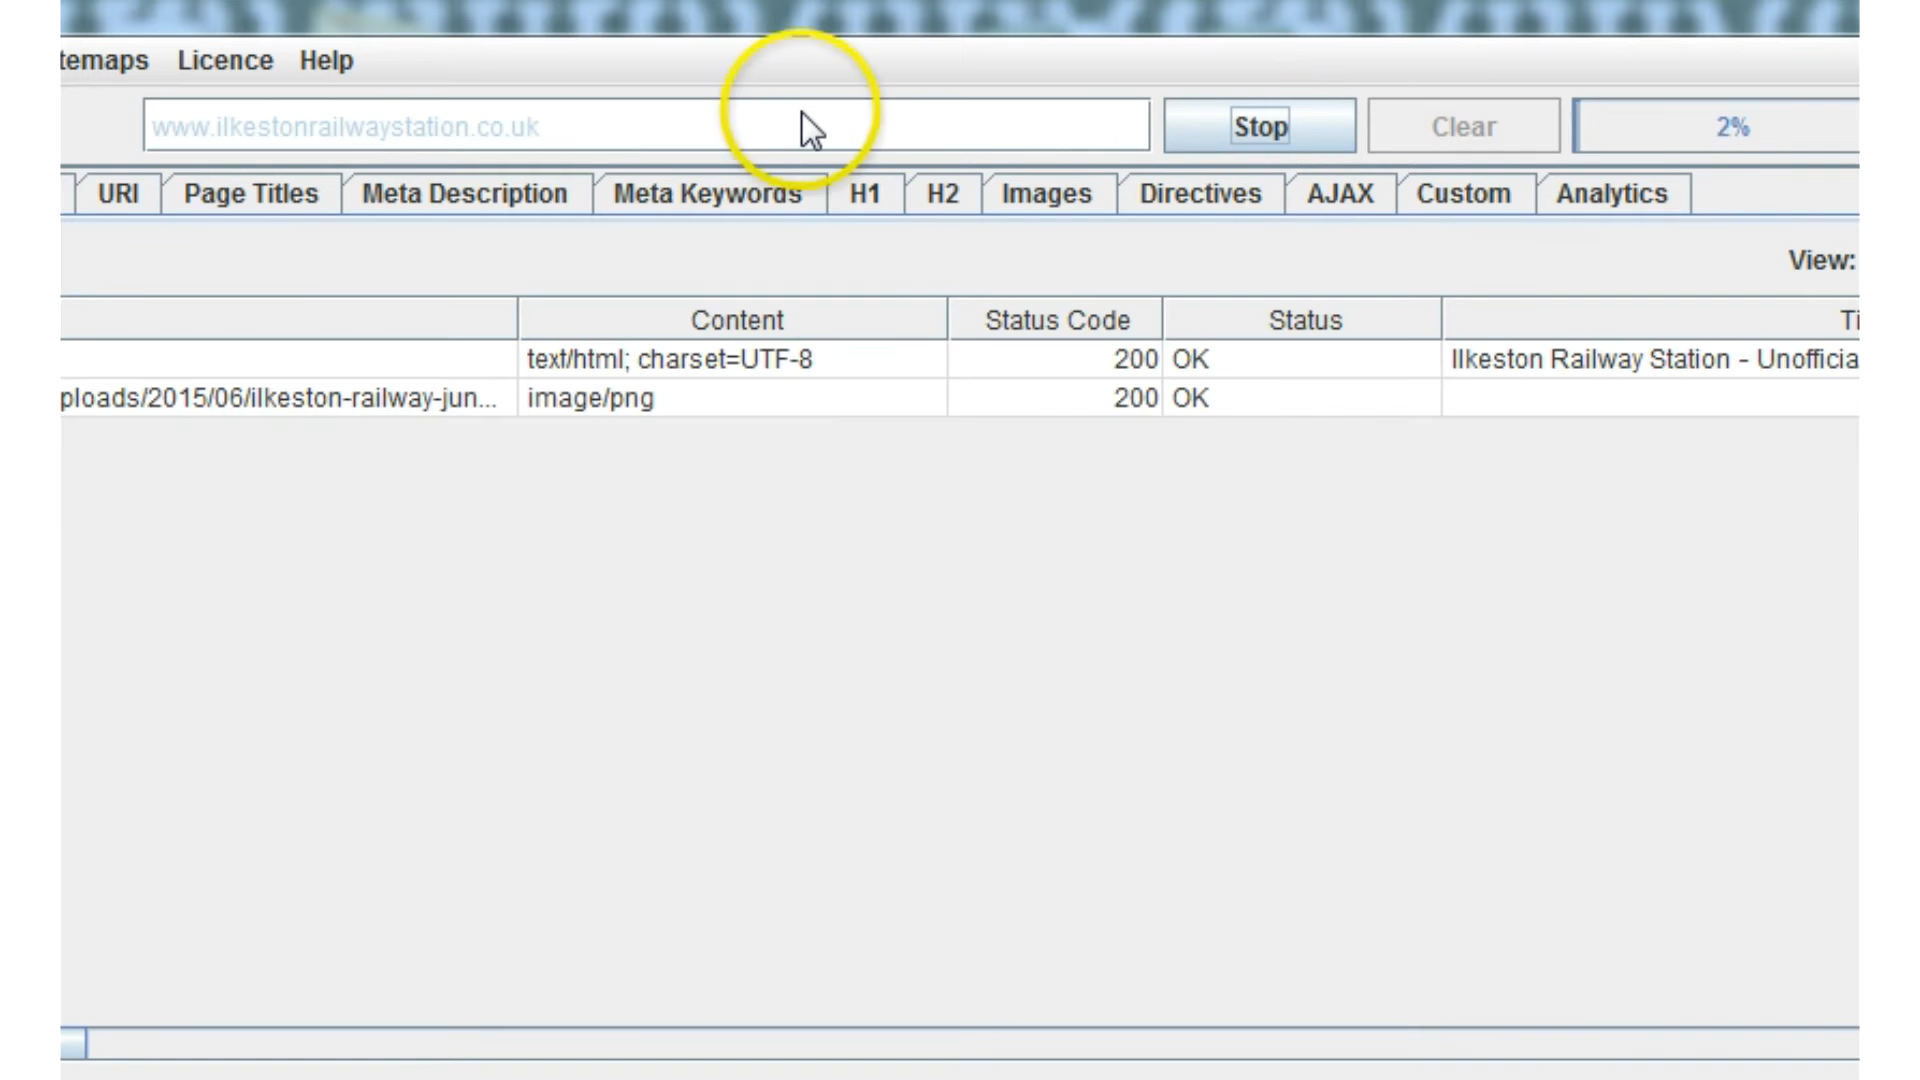 temaps Licence Help
www.ilkestonrailwaystation.co.uk Stop Clear 2%
URI Page Titles Meta Description Meta Keywords H1 H2 Images Directives AJAX Custom Analytics
View:
Content Status Code Status Ti
text/html; charset=UTF-8 200 OK Ilkeston Railway Station - Unofficia
ploads/2015/06/ilkeston-railway-jun... image/png 200 OK